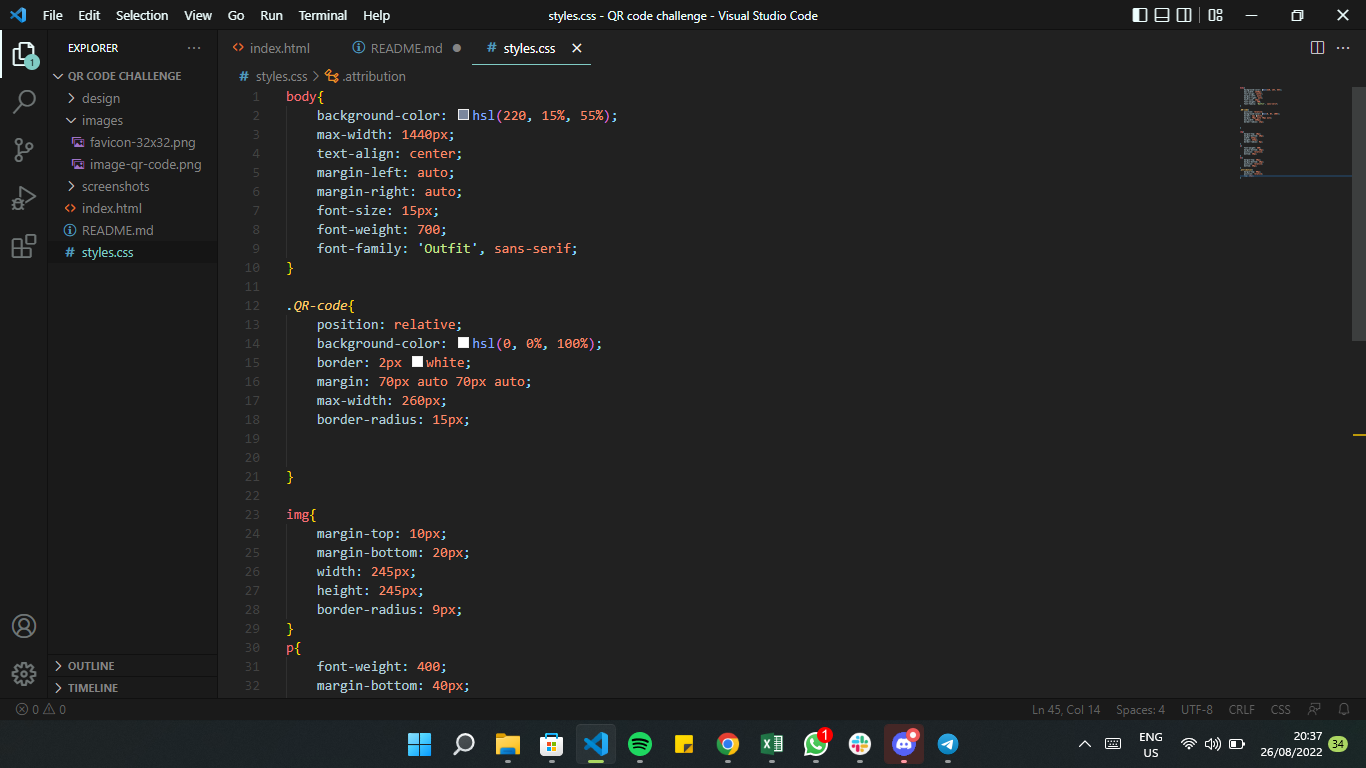 File Edit Selection View Go Run Terminal Help styles.css - QR code challenge - Visual Studio Code
EXPLORER
1
QR CODE CHALLENGE
design
images
favicon-32x32.png
image-qr-code.png
screenshots
index.html
README.md
styles.css
OUTLINE
TIMELINE
index.html README.md styles.css
styles.css > .attribution
1 body{
2 background-color: hsl(220, 15%, 55%);
3 max-width: 1440px;
4 text-align: center;
5 margin-left: auto;
6 margin-right: auto;
7 font-size: 15px;
8 font-weight: 700;
9 font-family: 'Outfit', sans-serif;
10 }
11
12 .QR-code{
13 position: relative;
14 background-color: hsl(0, 0%, 100%);
15 border: 2px white;
16 margin: 70px auto 70px auto;
17 max-width: 260px;
18 border-radius: 15px;
19
20
21 }
22
23 img{
24 margin-top: 10px;
25 margin-bottom: 20px;
26 width: 245px;
27 height: 245px;
28 border-radius: 9px;
29 }
30 p{
31 font-weight: 400;
32 margin-bottom: 40px;
0 0 Ln 45, Col 14 Spaces: 4 UTF-8 CRLF CSS
1
ENG
US
20:37
26/08/2022
34